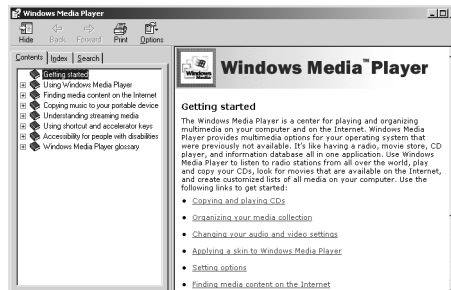 Windows Media Player
Hide Back Forward Print Options
Contents Index Search
Getting started
Using Windows Media Player
Finding media content on the Internet
Copying music to your portable device
Understanding streaming media
Using shortcut and accelerator keys
Accessibility for people with disabilities
Windows Media Player glossary
Windows
Windows Media™ Player
Getting started
The Windows Media Player is a center for playing and organizing
multimedia on your computer and on the Internet. Windows Media
Player provides multimedia options for your operating system that
were previously not available. It's like having a radio, movie store, CD
player, and information database all in one application. Use Windows
Media Player to listen to radio stations from all over the world, play
and copy your CDs, look for movies that are available on the Internet,
and create customized lists of all media on your computer. Use the
following links to get started:
• Copying and playing CDs
• Organizing your media collection
• Changing your audio and video settings
• Applying a skin to Windows Media Player
• Setting options
• Finding media content on the Internet